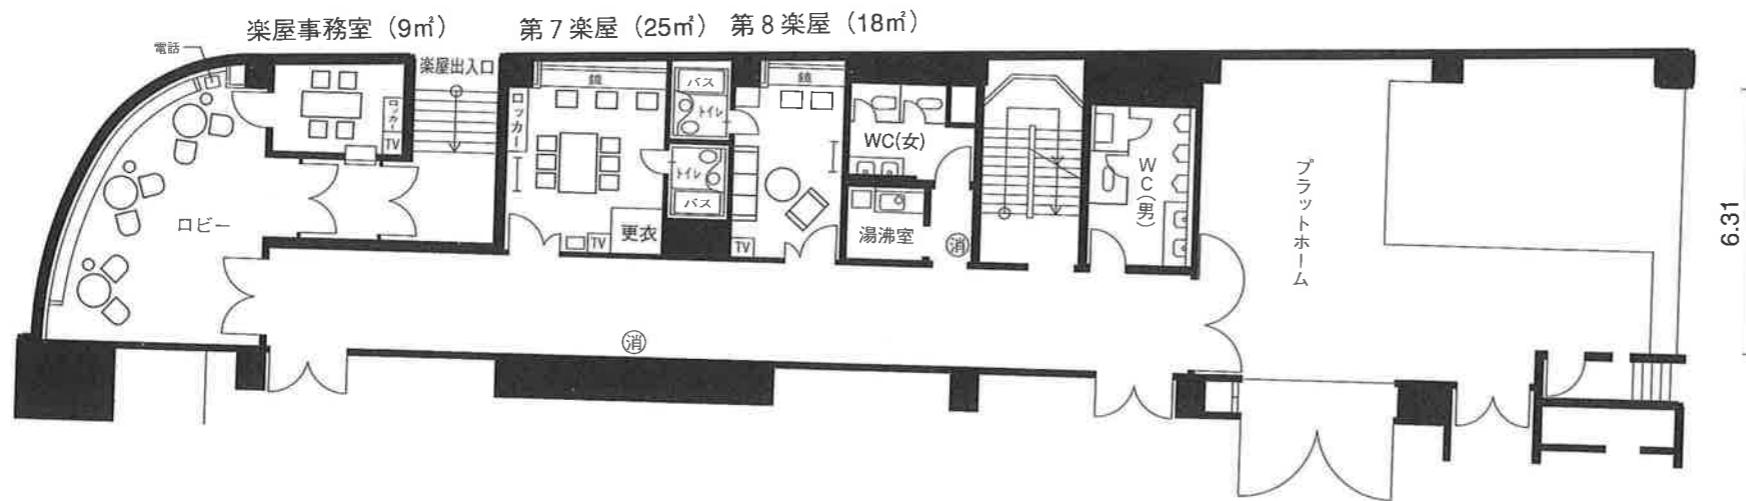 楽屋事務室（9㎡）
第７楽屋（25㎡）
第８楽屋（18㎡）
電話
楽屋出入口
鏡
鏡
バス
トイレ
ロッカー
ロッカー
TV
WC(女)
WC(男)
トイレ
バス
プラットホーム
ロビー
更衣
TV
TV
湯沸室
消
消
6.31